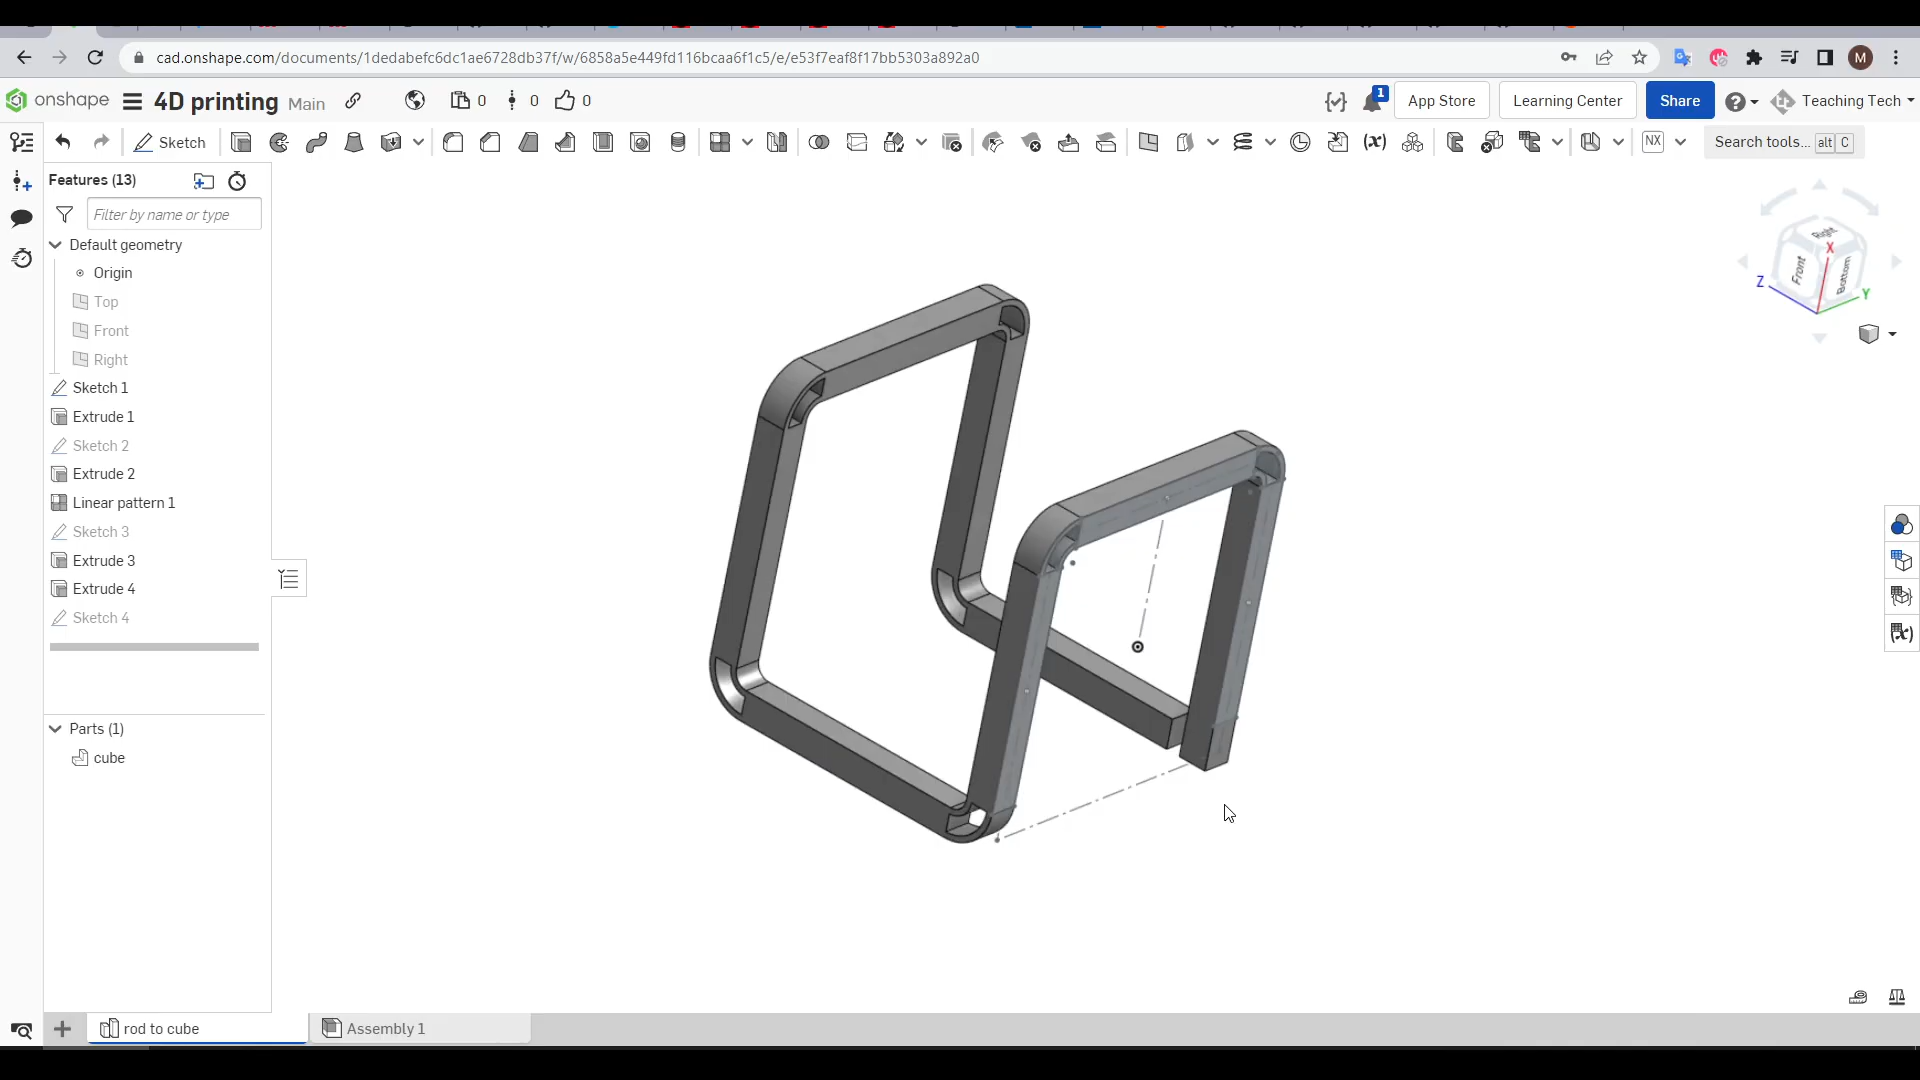 cad.onshape.com/documents/1dedabefc6dc1ae6728db37f/w/6858a5e449fd116bcaa6f1c5/e/e53f7eaf8f17bb5303a892a0
M
onshape 4D printing Main 0 0 0 1 App Store Learning Center Share Teaching Tech
Sketch (x) NX Search tools... alt C
Features (13)
Filter by name or type
Default geometry
Origin
Top
Front
Right
Sketch 1
Extrude 1
Sketch 2
Extrude 2
Linear pattern 1
Sketch 3
Extrude 3
Extrude 4
Sketch 4
Parts (1)
cube
Right
Front
Bottom
X
Z
Y
(x)
rod to cube
Assembly 1